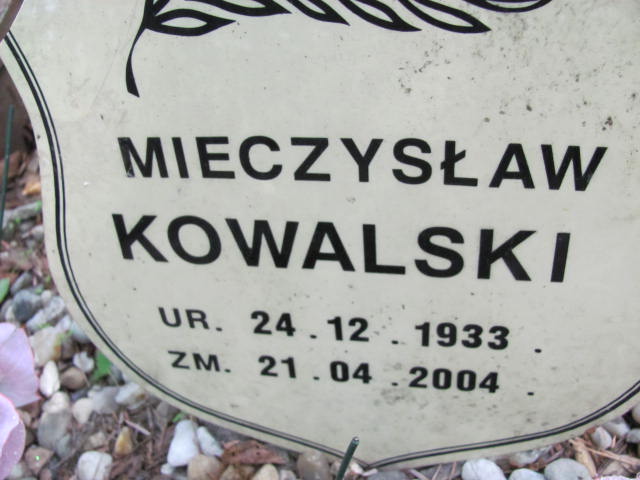 MIECZYSŁAW
KOWALSKI
UR. 24.12.1933.
ZM. 21.04.2004.